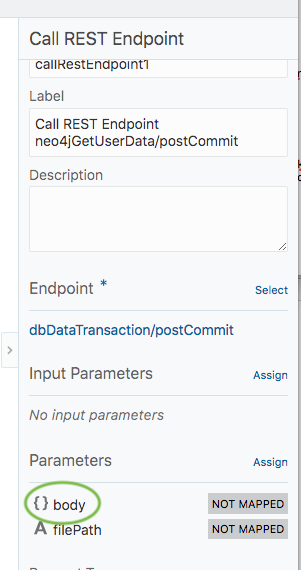 Call REST Endpoint
callRestEndpoint1
Label
Call REST Endpoint
neo4jGetUserData/postCommit
Description
Endpoint * Select
dbDataTransaction/postCommit
Input Parameters Assign
No input parameters
Parameters Assign
{} body NOT MAPPED
A filePath NOT MAPPED